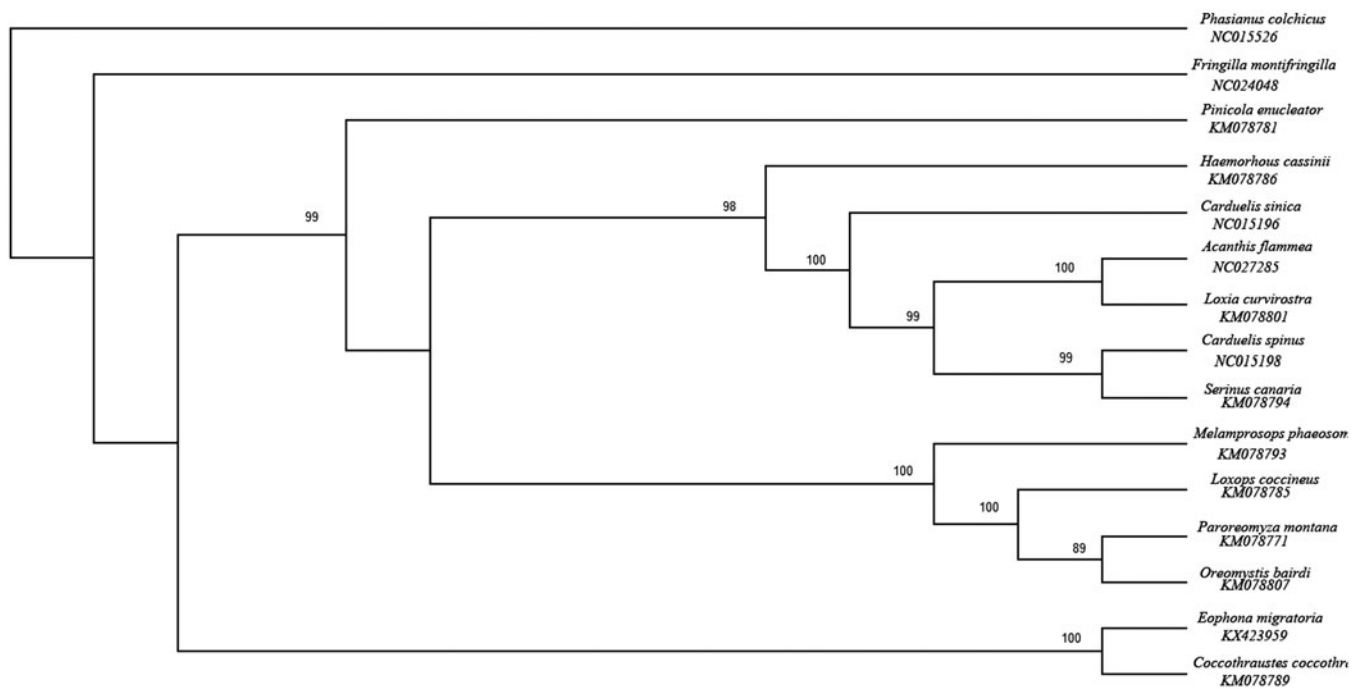 Phasianus colchicus
NC015526
Fringilla montifringilla
NC024048
Pinicola enucleator
KM078781
Haemorhous cassinii
KM078786
98
99
Carduelis sinica
NC015196
Acanthis flammea
100
100
NC027285
Loxia curvirostra
99
KM078801
Carduelis spinus
99
NC015198
Serinus canaria
KM078794
Melamprosops phaeosom
KM078793
100
Loxops coccineus
KM078785
100
Paroreomyza montana
KM078771
89
Oreomystis bairdi
KM078807
Eophona migratoria
KX423959
100
Coccothraustes coccothra
KM078789